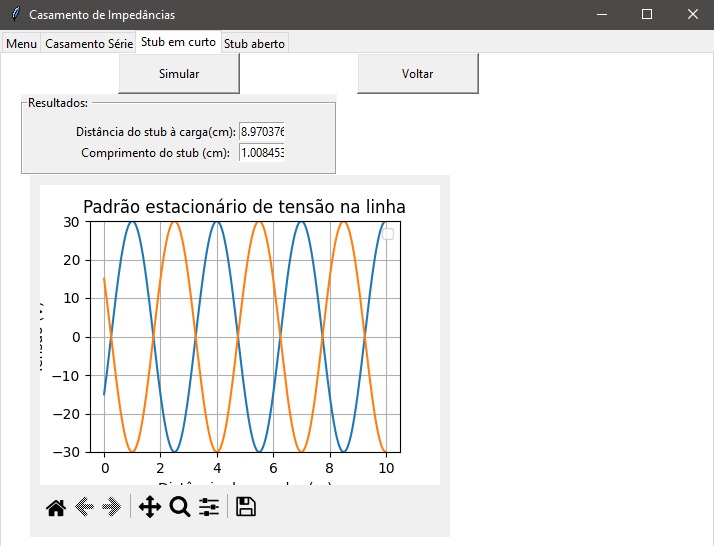 Casamento de Impedâncias
Menu Casamento Série Stub em curto Stub aberto
Simular Voltar
Resultados:
Distância do stub à carga(cm): 8.970376
Comprimento do stub (cm): 1.008453
Padrão estacionário de tensão na linha
30
20
10
0
−10
−20
−30
0 2 4 6 8 10